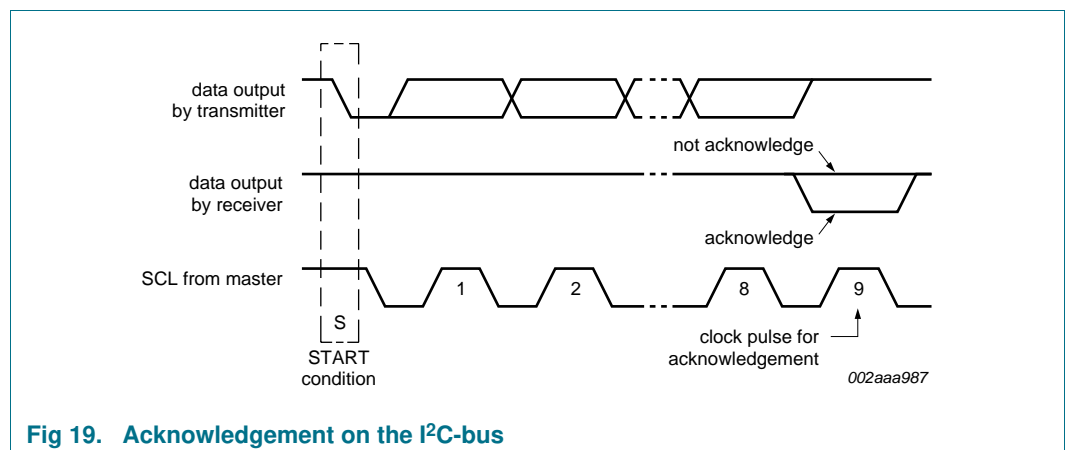 data output
by transmitter
not acknowledge
data output
by receiver
acknowledge
SCL from master
1
2
8
9
S
START
condition
clock pulse for
acknowledgement
002aaa987
Fig 19. Acknowledgement on the I²C-bus